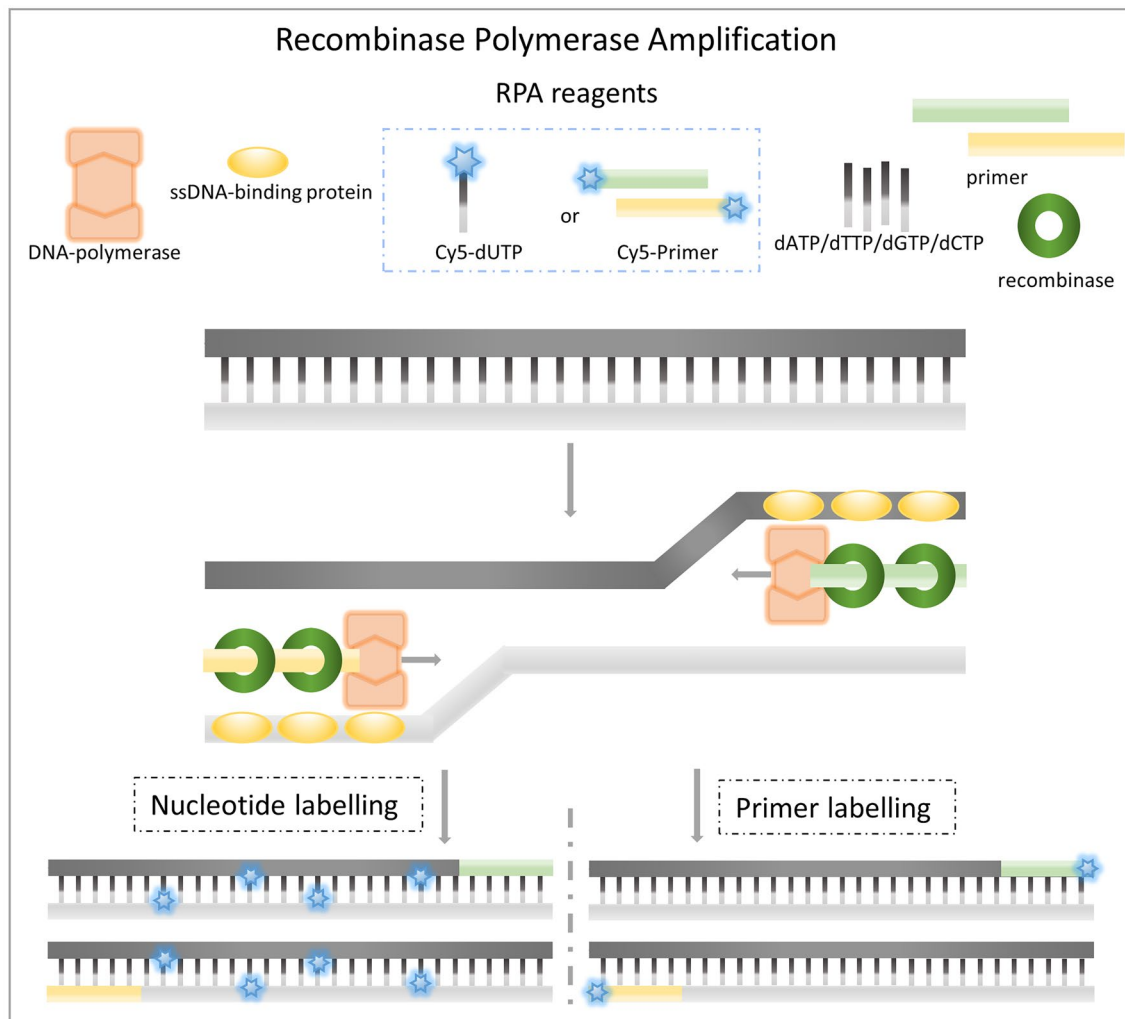 Recombinase Polymerase Amplification
RPA reagents
DNA-polymerase
ssDNA-binding protein
Cy5-dUTP
or
Cy5-Primer
dATP/dTTP/dGTP/dCTP
primer
recombinase
Nucleotide labelling
Primer labelling